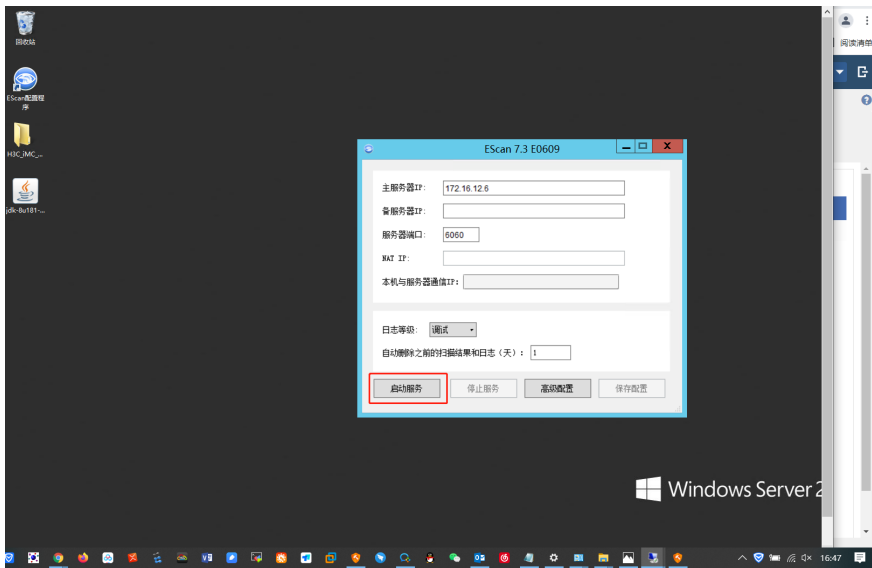 回收站
阅读清单
EScan配置程
序
H3C_iMC_...
jdk-8u181-...
EScan 7.3 E0609
主服务器IP: 172.16.12.6
备服务器IP:
服务器端口: 6060
NAT IP:
本机与服务器通信IP:
日志等级: 调试
自动删除之前的扫描结果和日志（天）: 1
启动服务 停止服务 高级配置 保存配置
Windows Server 2
16:47